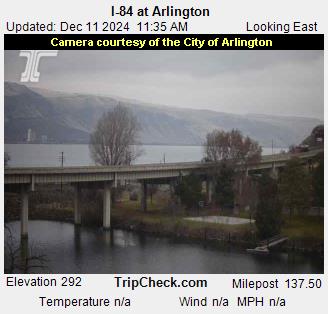 I-84 at Arlington
Updated: Dec 11 2024 11:35 AM Looking East
Camera courtesy of the City of Arlington
Elevation 292 TripCheck.com Milepost 137.50
Temperature n/a Wind n/a MPH n/a